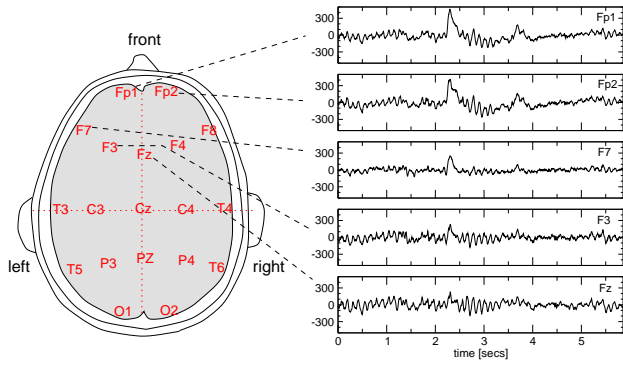 front
Fp1 Fp2
F7 F8
F3 F4
Fz
T3 C3 Cz C4 T4
left right
P3 PZ P4
T5 T6
O1 O2
300
0
-300
Fp1
300
0
-300
Fp2
300
0
-300
F7
300
0
-300
F3
300
0
-300
Fz
0 1 2 3 4 5
time [secs]